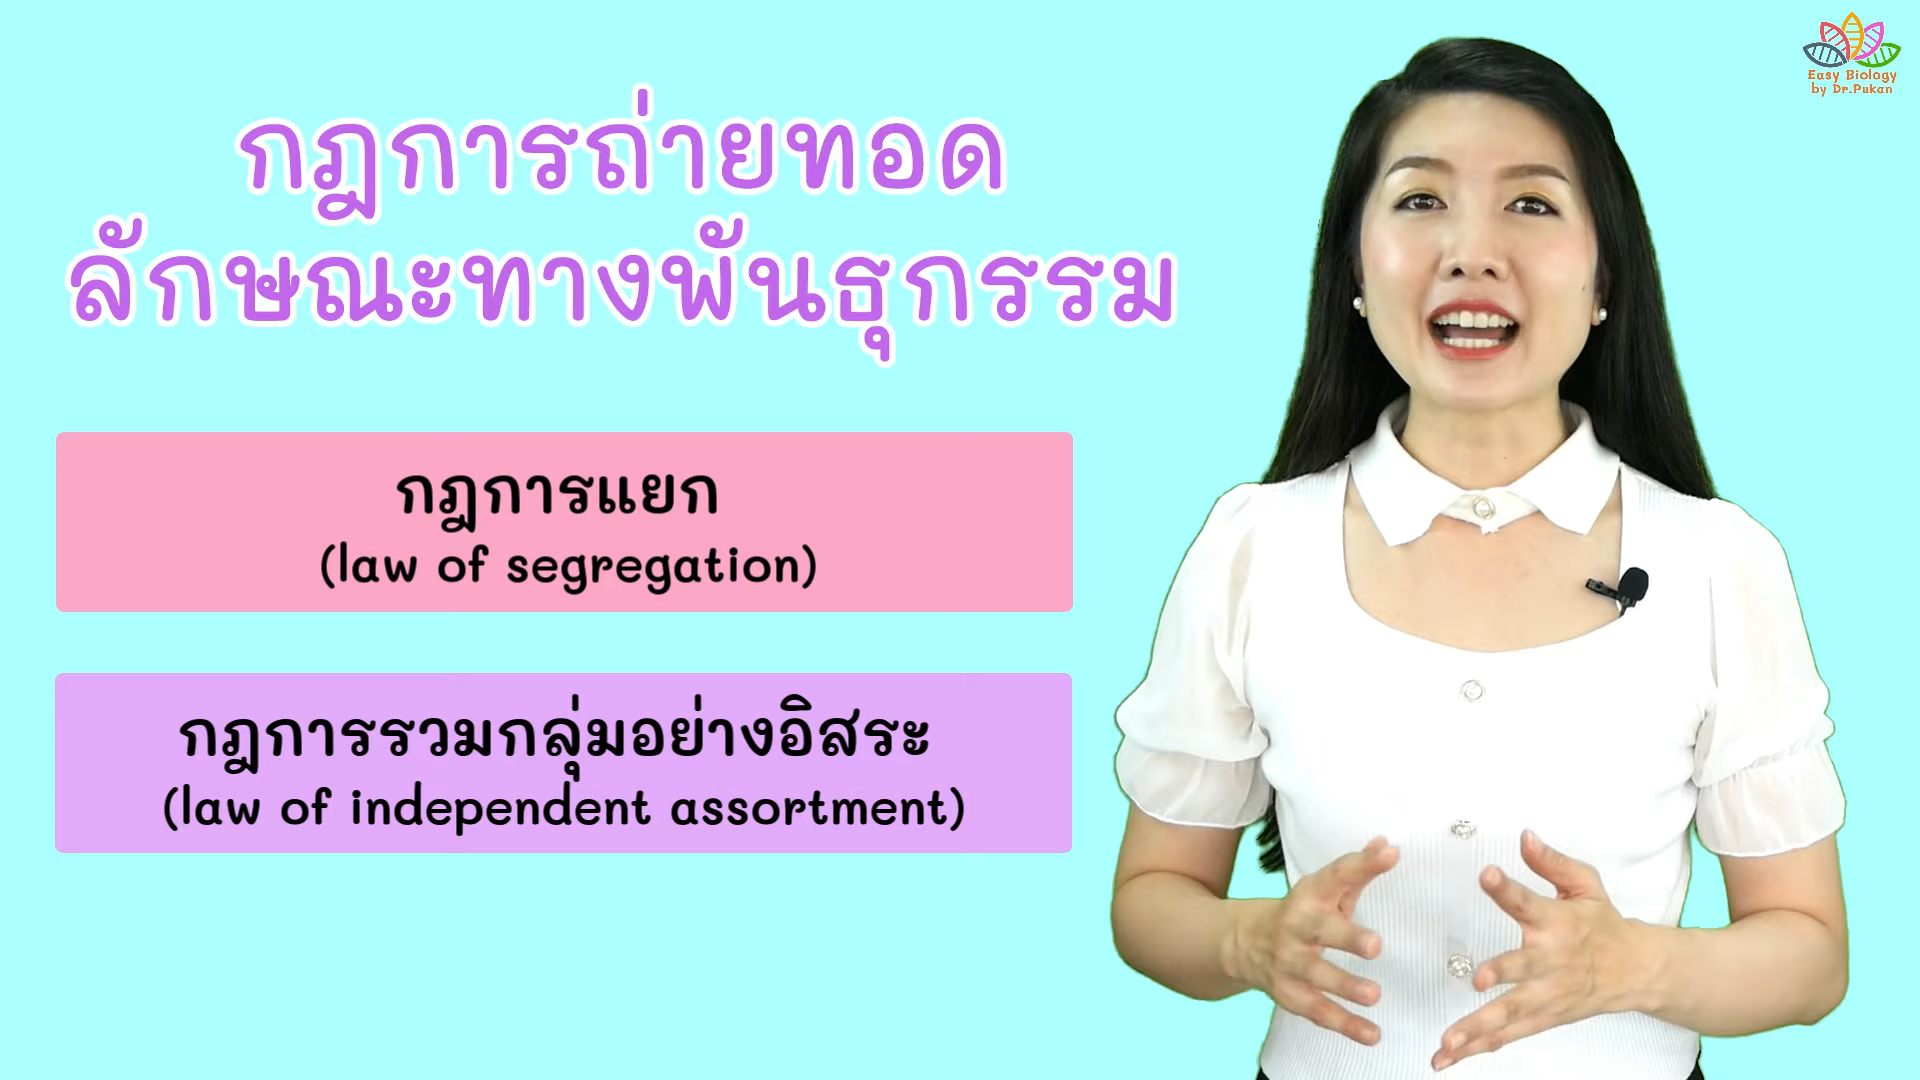 กฎการถ่ายทอด
ลักษณะทางพันธุกรรม
กฎการแยก
(law of segregation)
กฎการรวมกลุ่มอย่างอิสระ
(law of independent assortment)
Easy Biology
by Dr.Pukan